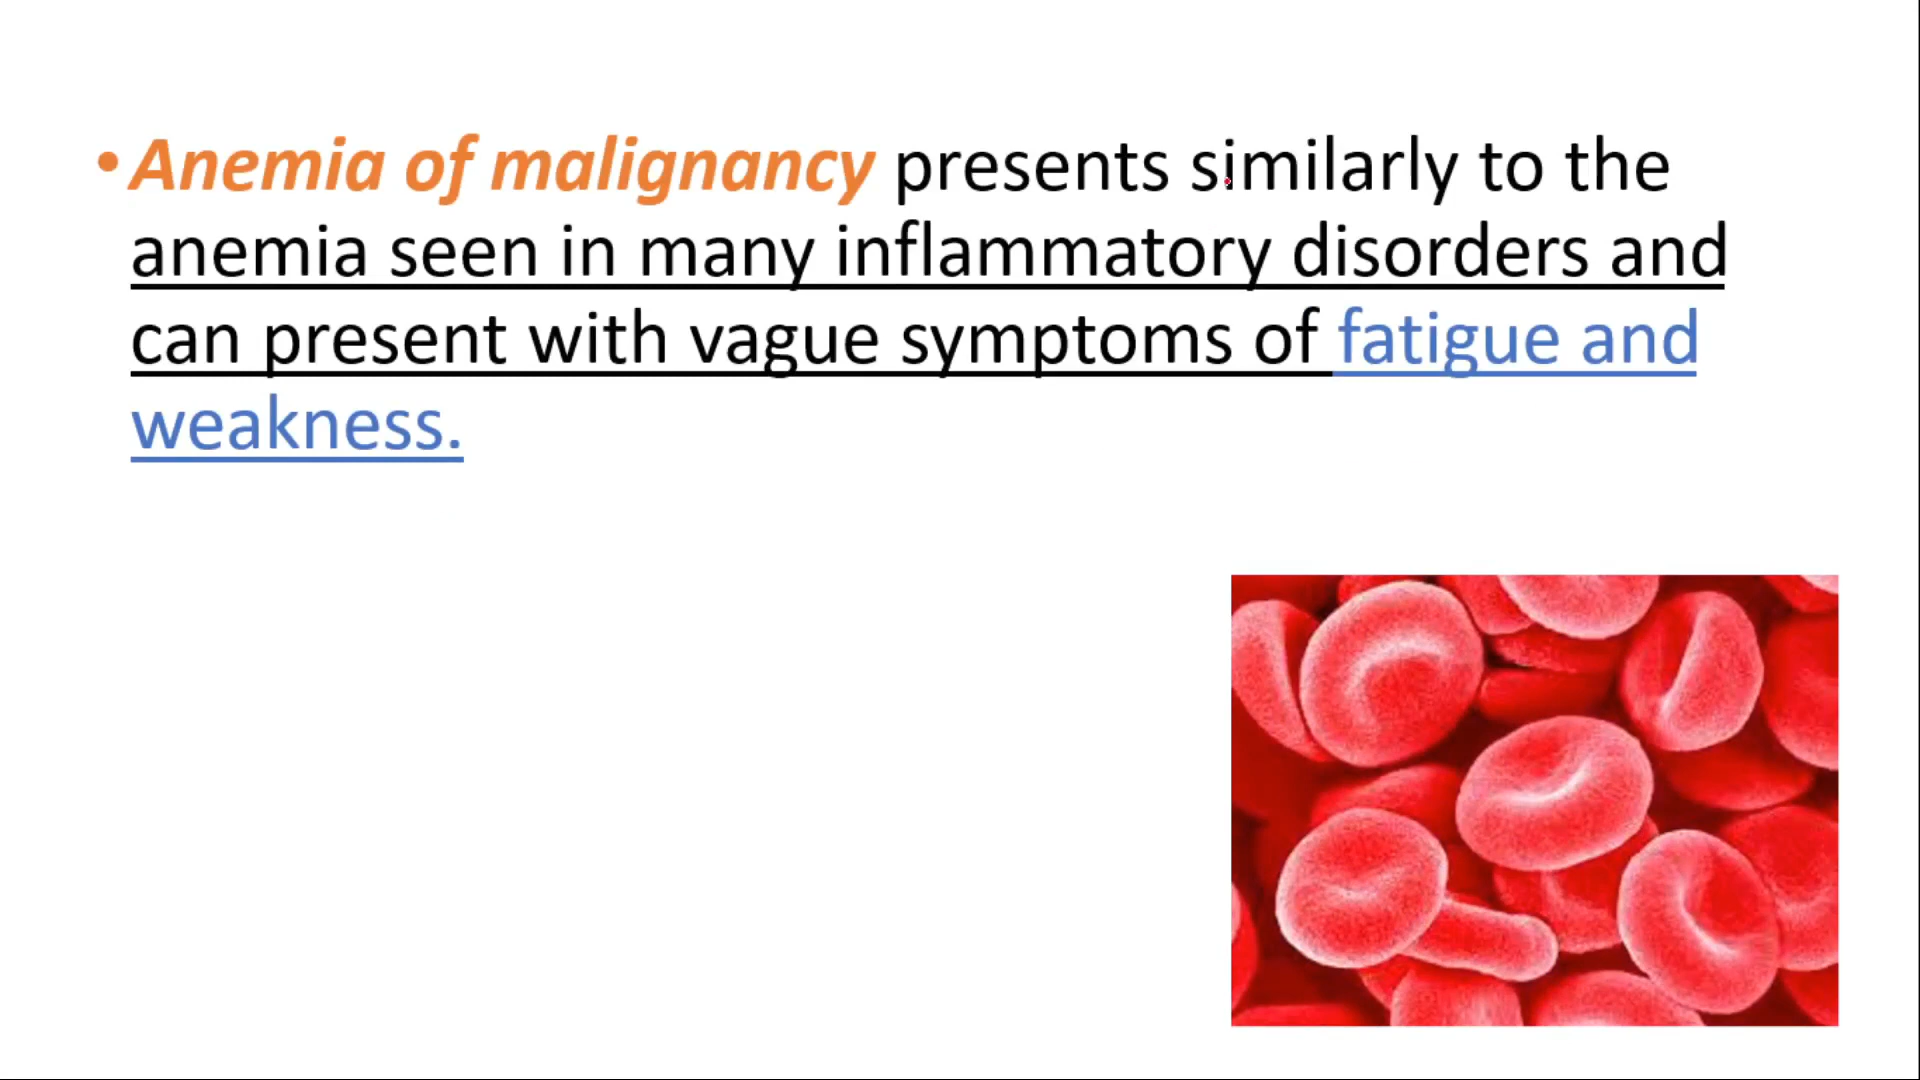 • Anemia of malignancy presents similarly to the
anemia seen in many inflammatory disorders and
can present with vague symptoms of fatigue and
weakness.